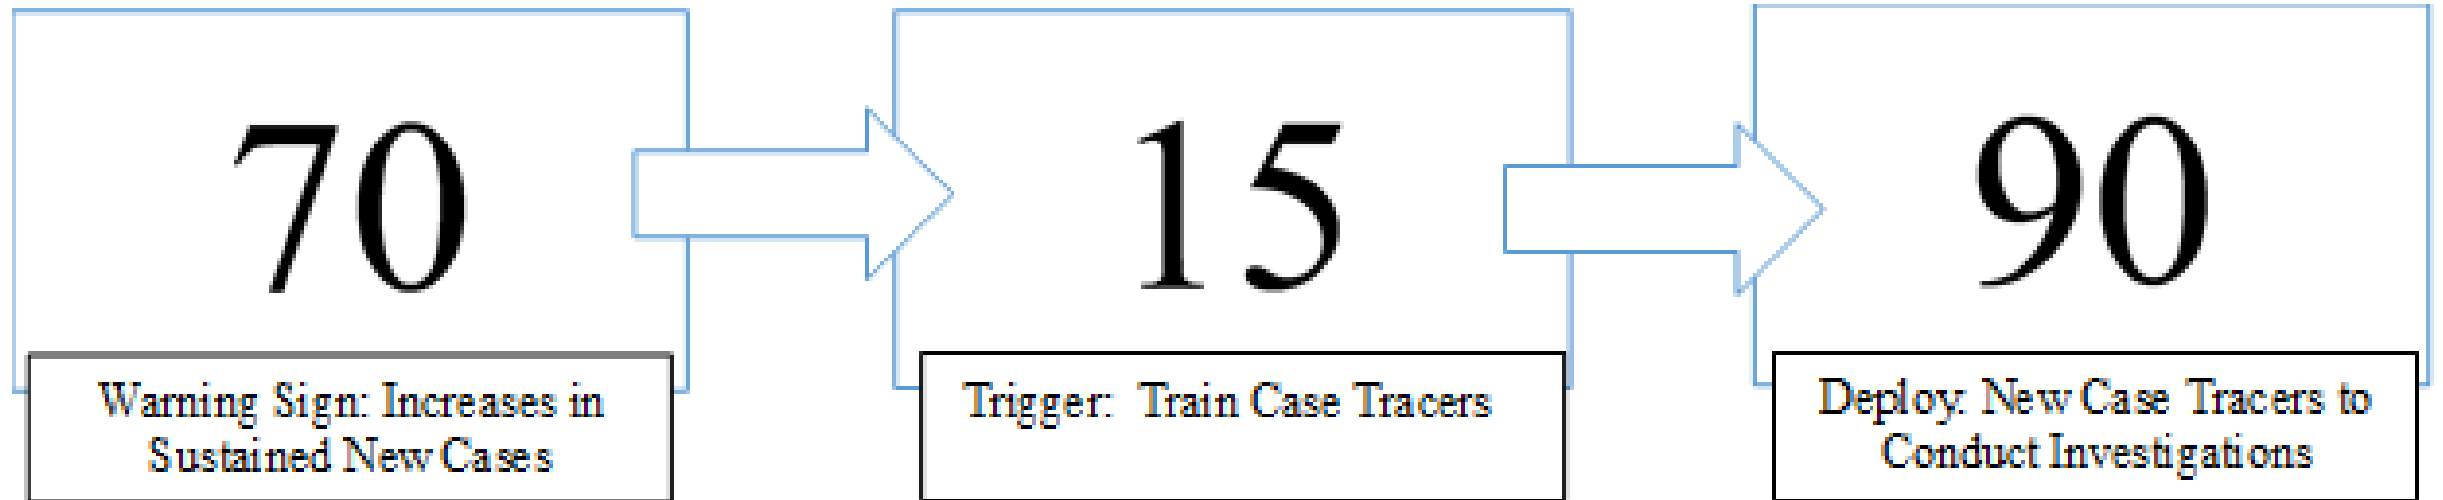 70
15
90
Warning Sign: Increases in
Sustained New Cases
Trigger: Train Case Tracers
Deploy: New Case Tracers to
Conduct Investigations